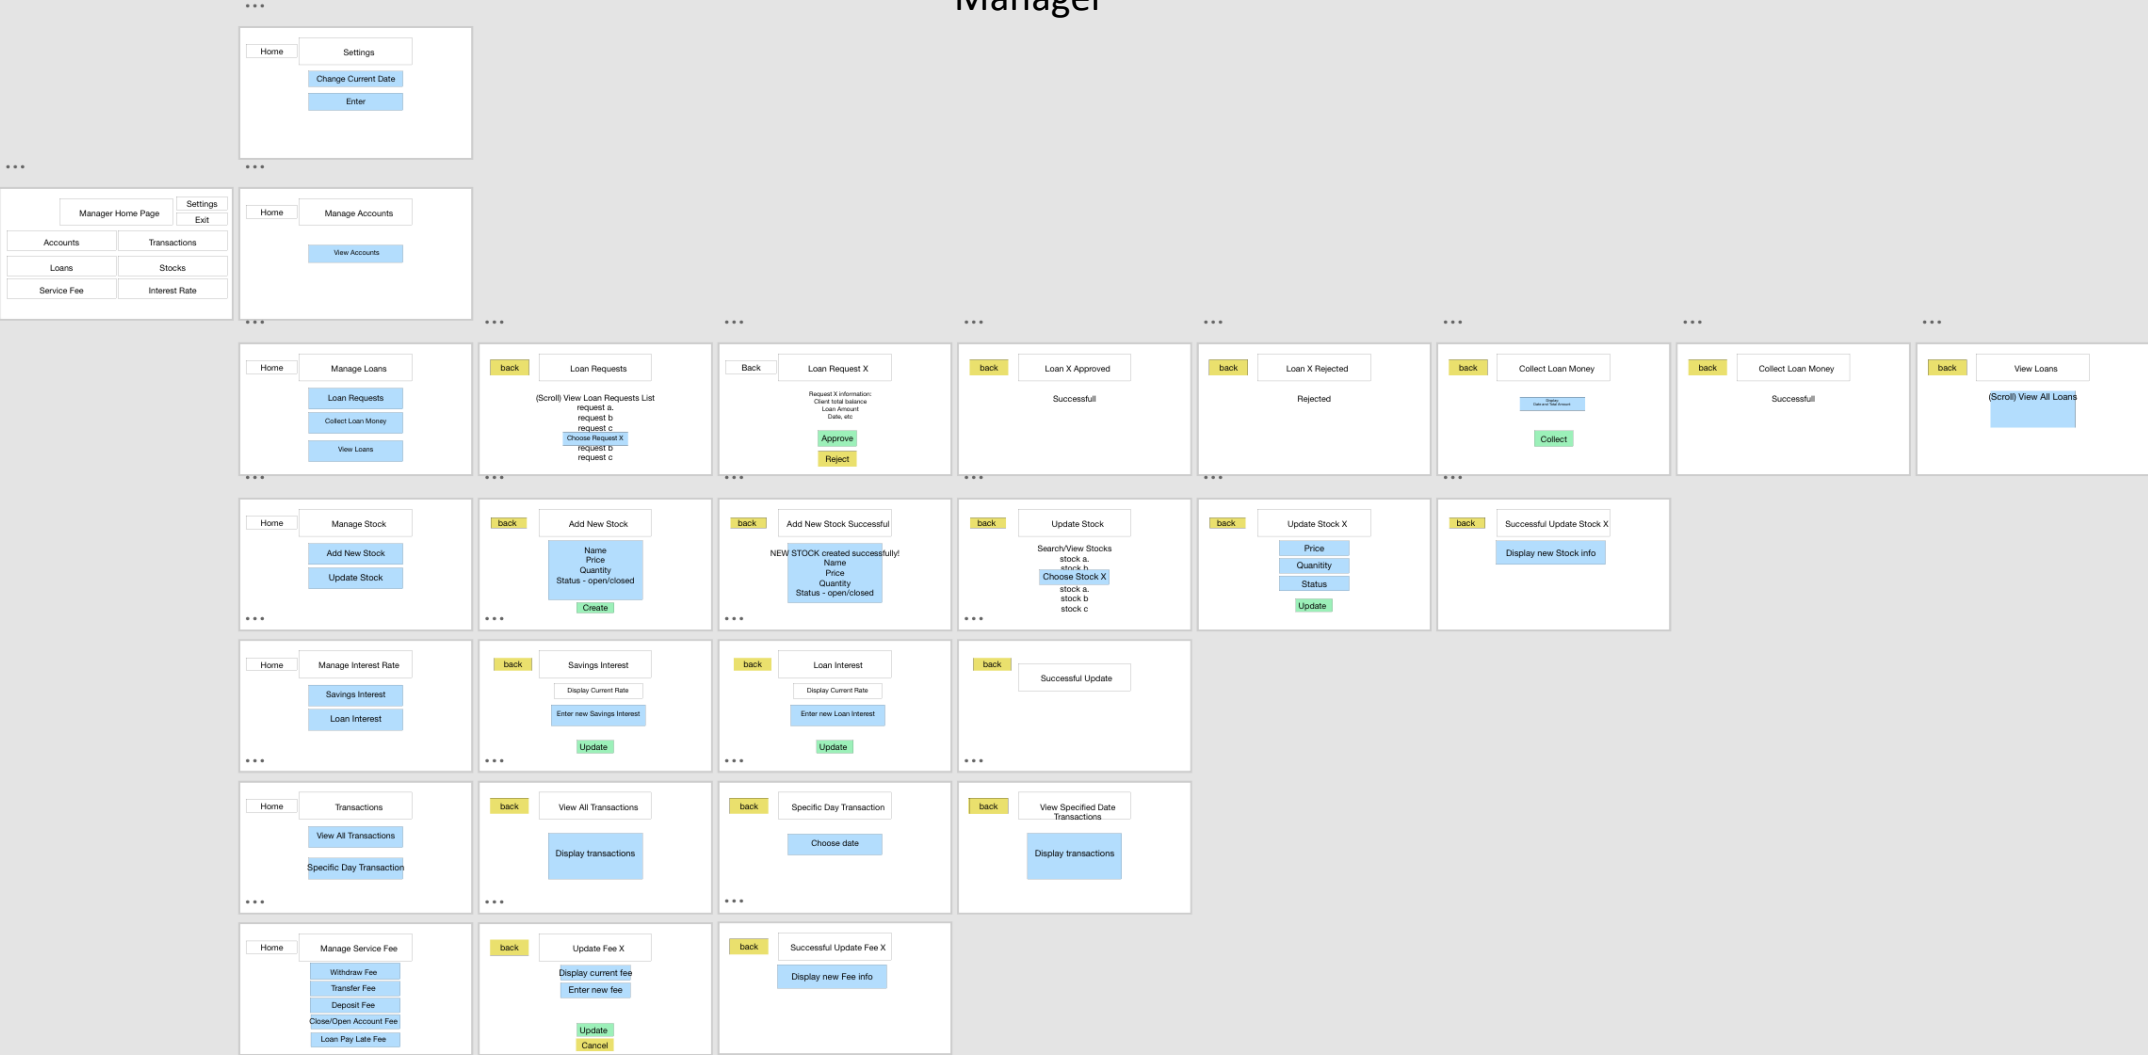 Manager
Home
Settings
Change Current Date
Enter
Manager Home Page
Settings
Exit
Accounts
Transactions
Loans
Stocks
Service Fee
Interest Rate
Home
Manage Accounts
View Accounts
Home
Manage Loans
Loan Requests
Collect Loan Money
View Loans
back
Loan Requests
(Scroll) View Loan Requests List
request a.
request b
request c
Choose Request X
request b
request c
Back
Loan Request X
Request X information:
Client total balance
Loan Amount
Date, etc
Approve
Reject
back
Loan X Approved
Successfull
back
Loan X Rejected
Rejected
back
Collect Loan Money
Collect
back
Collect Loan Money
Successfull
back
View Loans
(Scroll) View All Loans
Home
Manage Stock
Add New Stock
Update Stock
back
Add New Stock
Name
Price
Quantity
Status - open/closed
Create
back
Add New Stock Successful
NEW STOCK created successfully!
Name
Price
Quantity
Status - open/closed
back
Update Stock
Search/View Stocks
stock a.
stock b
Choose Stock X
stock a.
stock b
stock c
back
Update Stock X
Price
Quanitity
Status
Update
back
Successful Update Stock X
Display new Stock info
Home
Manage Interest Rate
Savings Interest
Loan Interest
back
Savings Interest
Display Current Rate
Enter new Savings Interest
Update
back
Loan Interest
Display Current Rate
Enter new Loan Interest
Update
back
Successful Update
Home
Transactions
View All Transactions
Specific Day Transaction
back
View All Transactions
Display transactions
back
Specific Day Transaction
Choose date
back
View Specified Date
Transactions
Display transactions
Home
Manage Service Fee
Withdraw Fee
Transfer Fee
Deposit Fee
Close/Open Account Fee
Loan Pay Late Fee
back
Update Fee X
Display current fee
Enter new fee
Update
Cancel
back
Successful Update Fee X
Display new Fee info